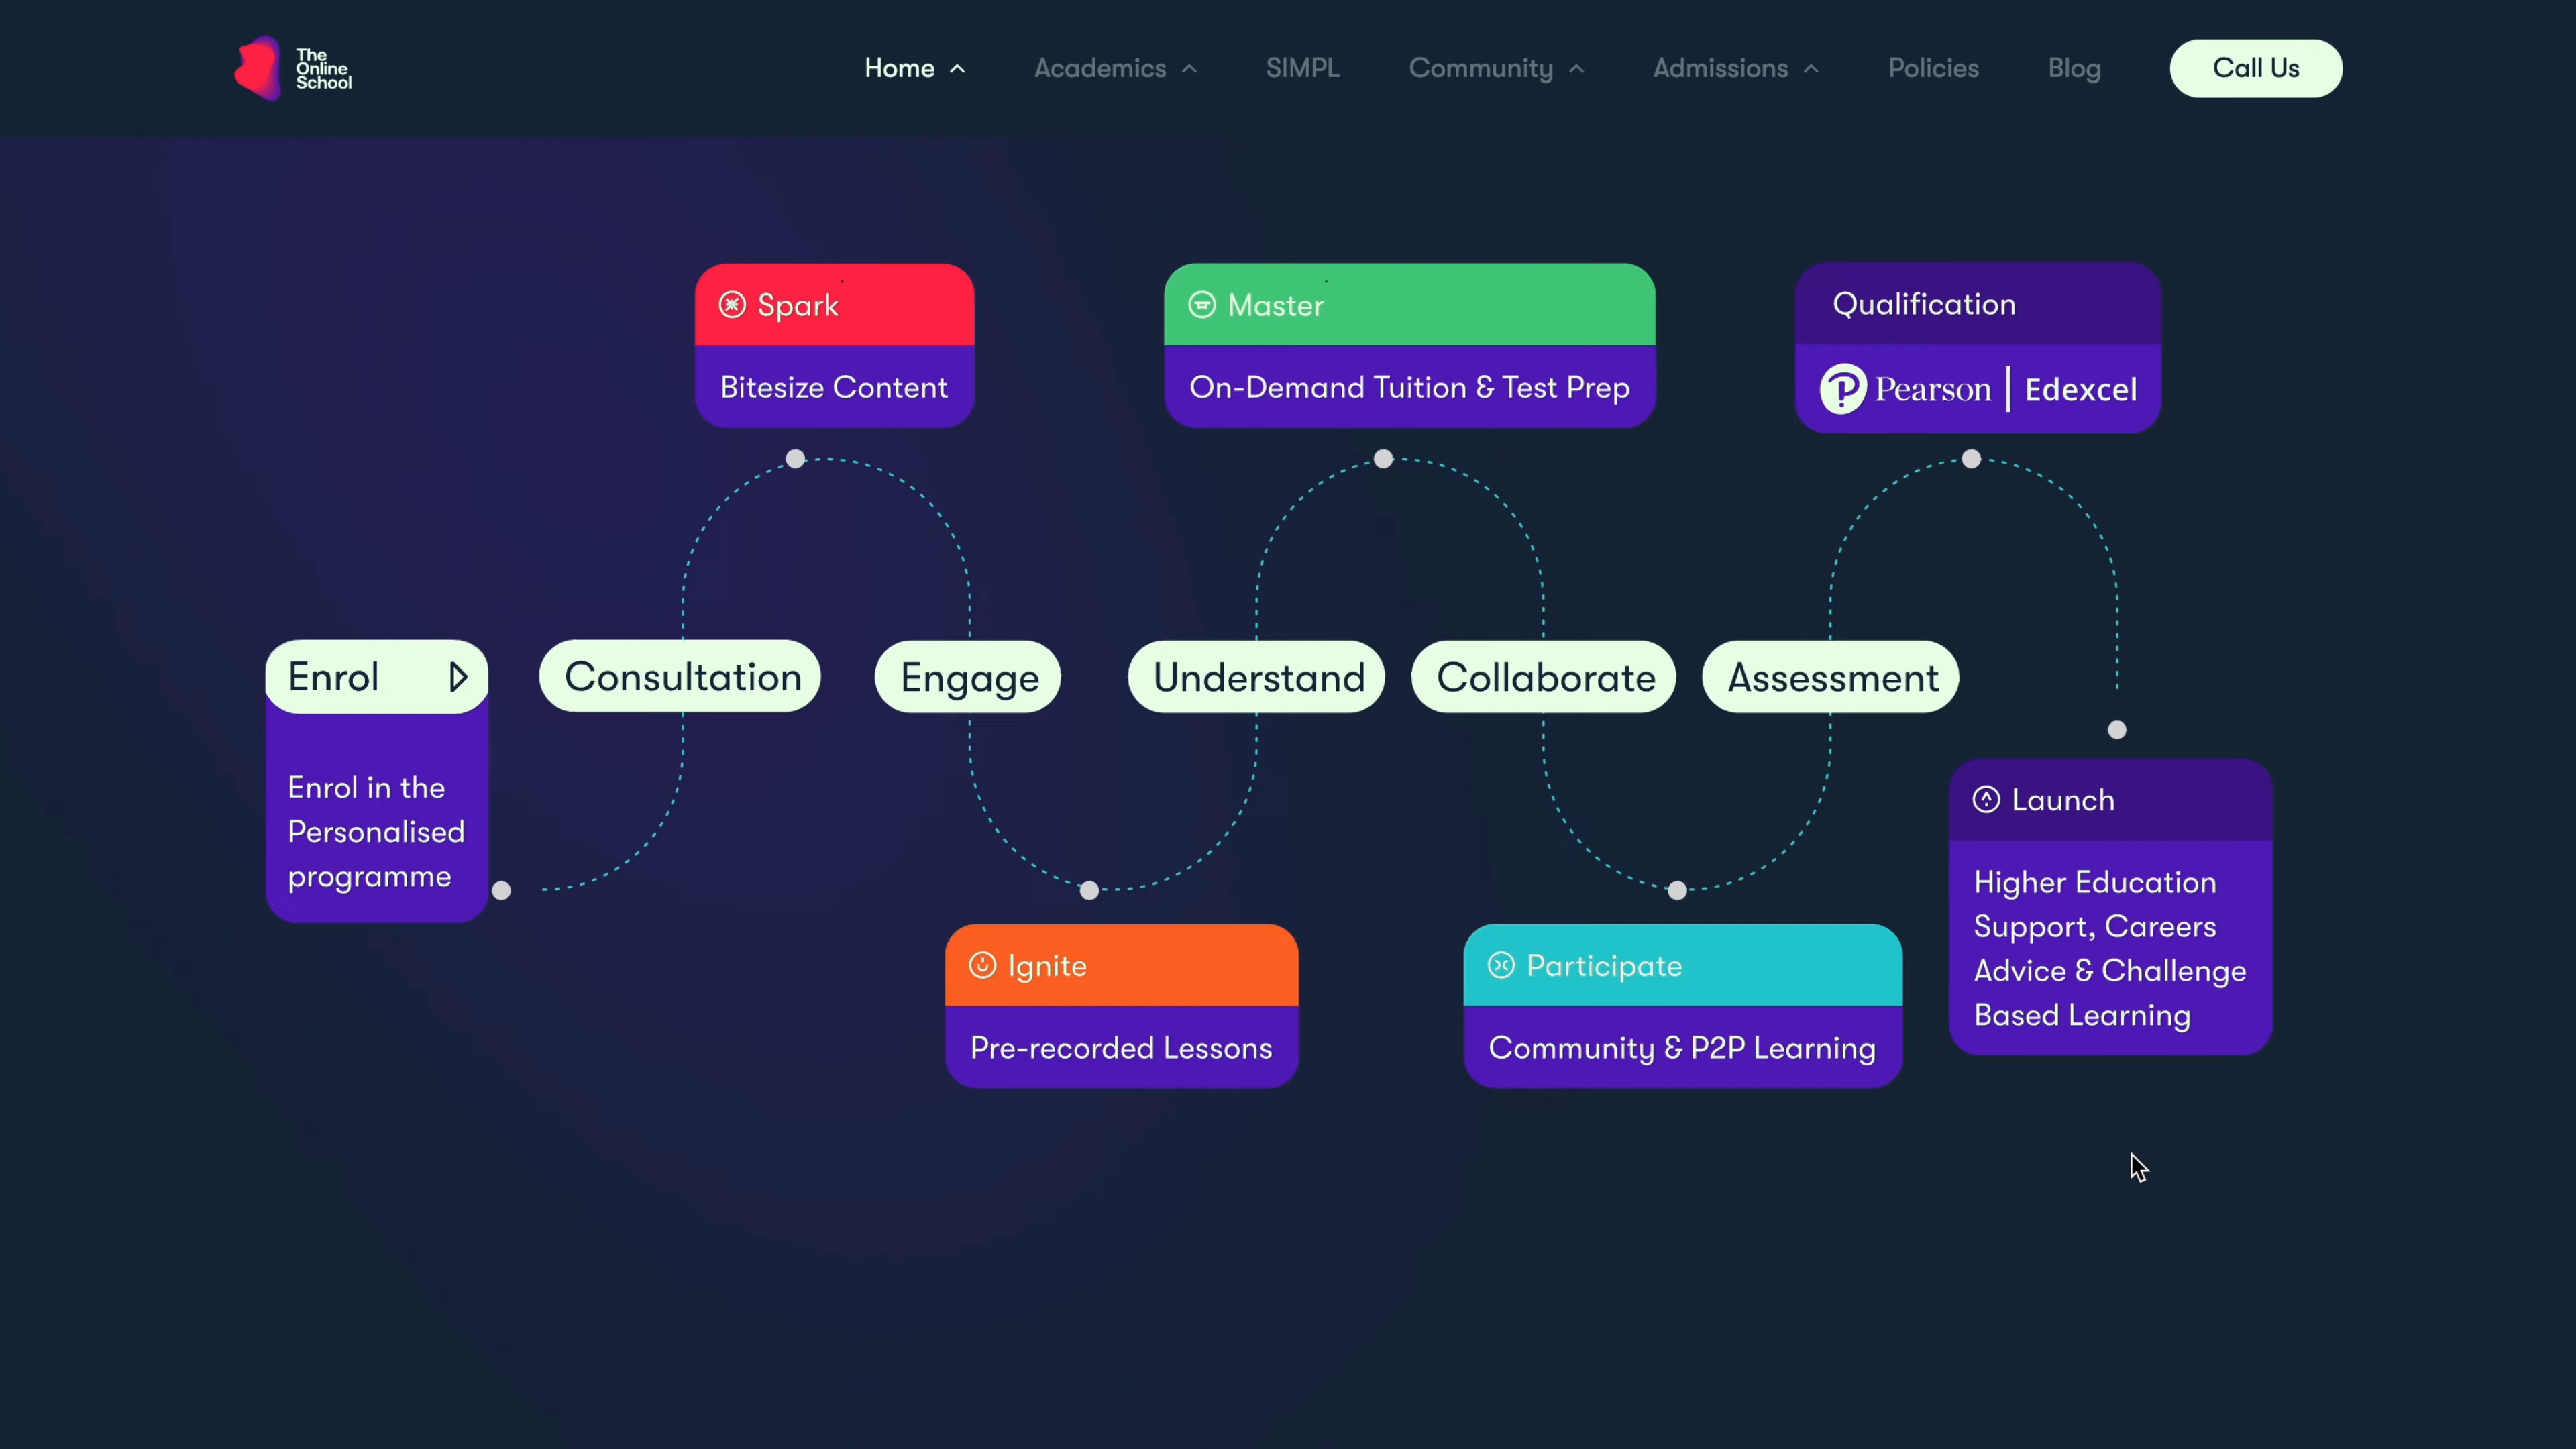 The
Online
School
Home
Academics
SIMPL
Community
Admissions
Policies
Blog
Call Us
Spark
Bitesize Content
Master
On-Demand Tuition & Test Prep
Qualification
Pearson | Edexcel
Enrol
Consultation
Engage
Understand
Collaborate
Assessment
Enrol in the
Personalised
programme
Launch
Higher Education
Support, Careers
Advice & Challenge
Based Learning
Ignite
Pre-recorded Lessons
Participate
Community & P2P Learning